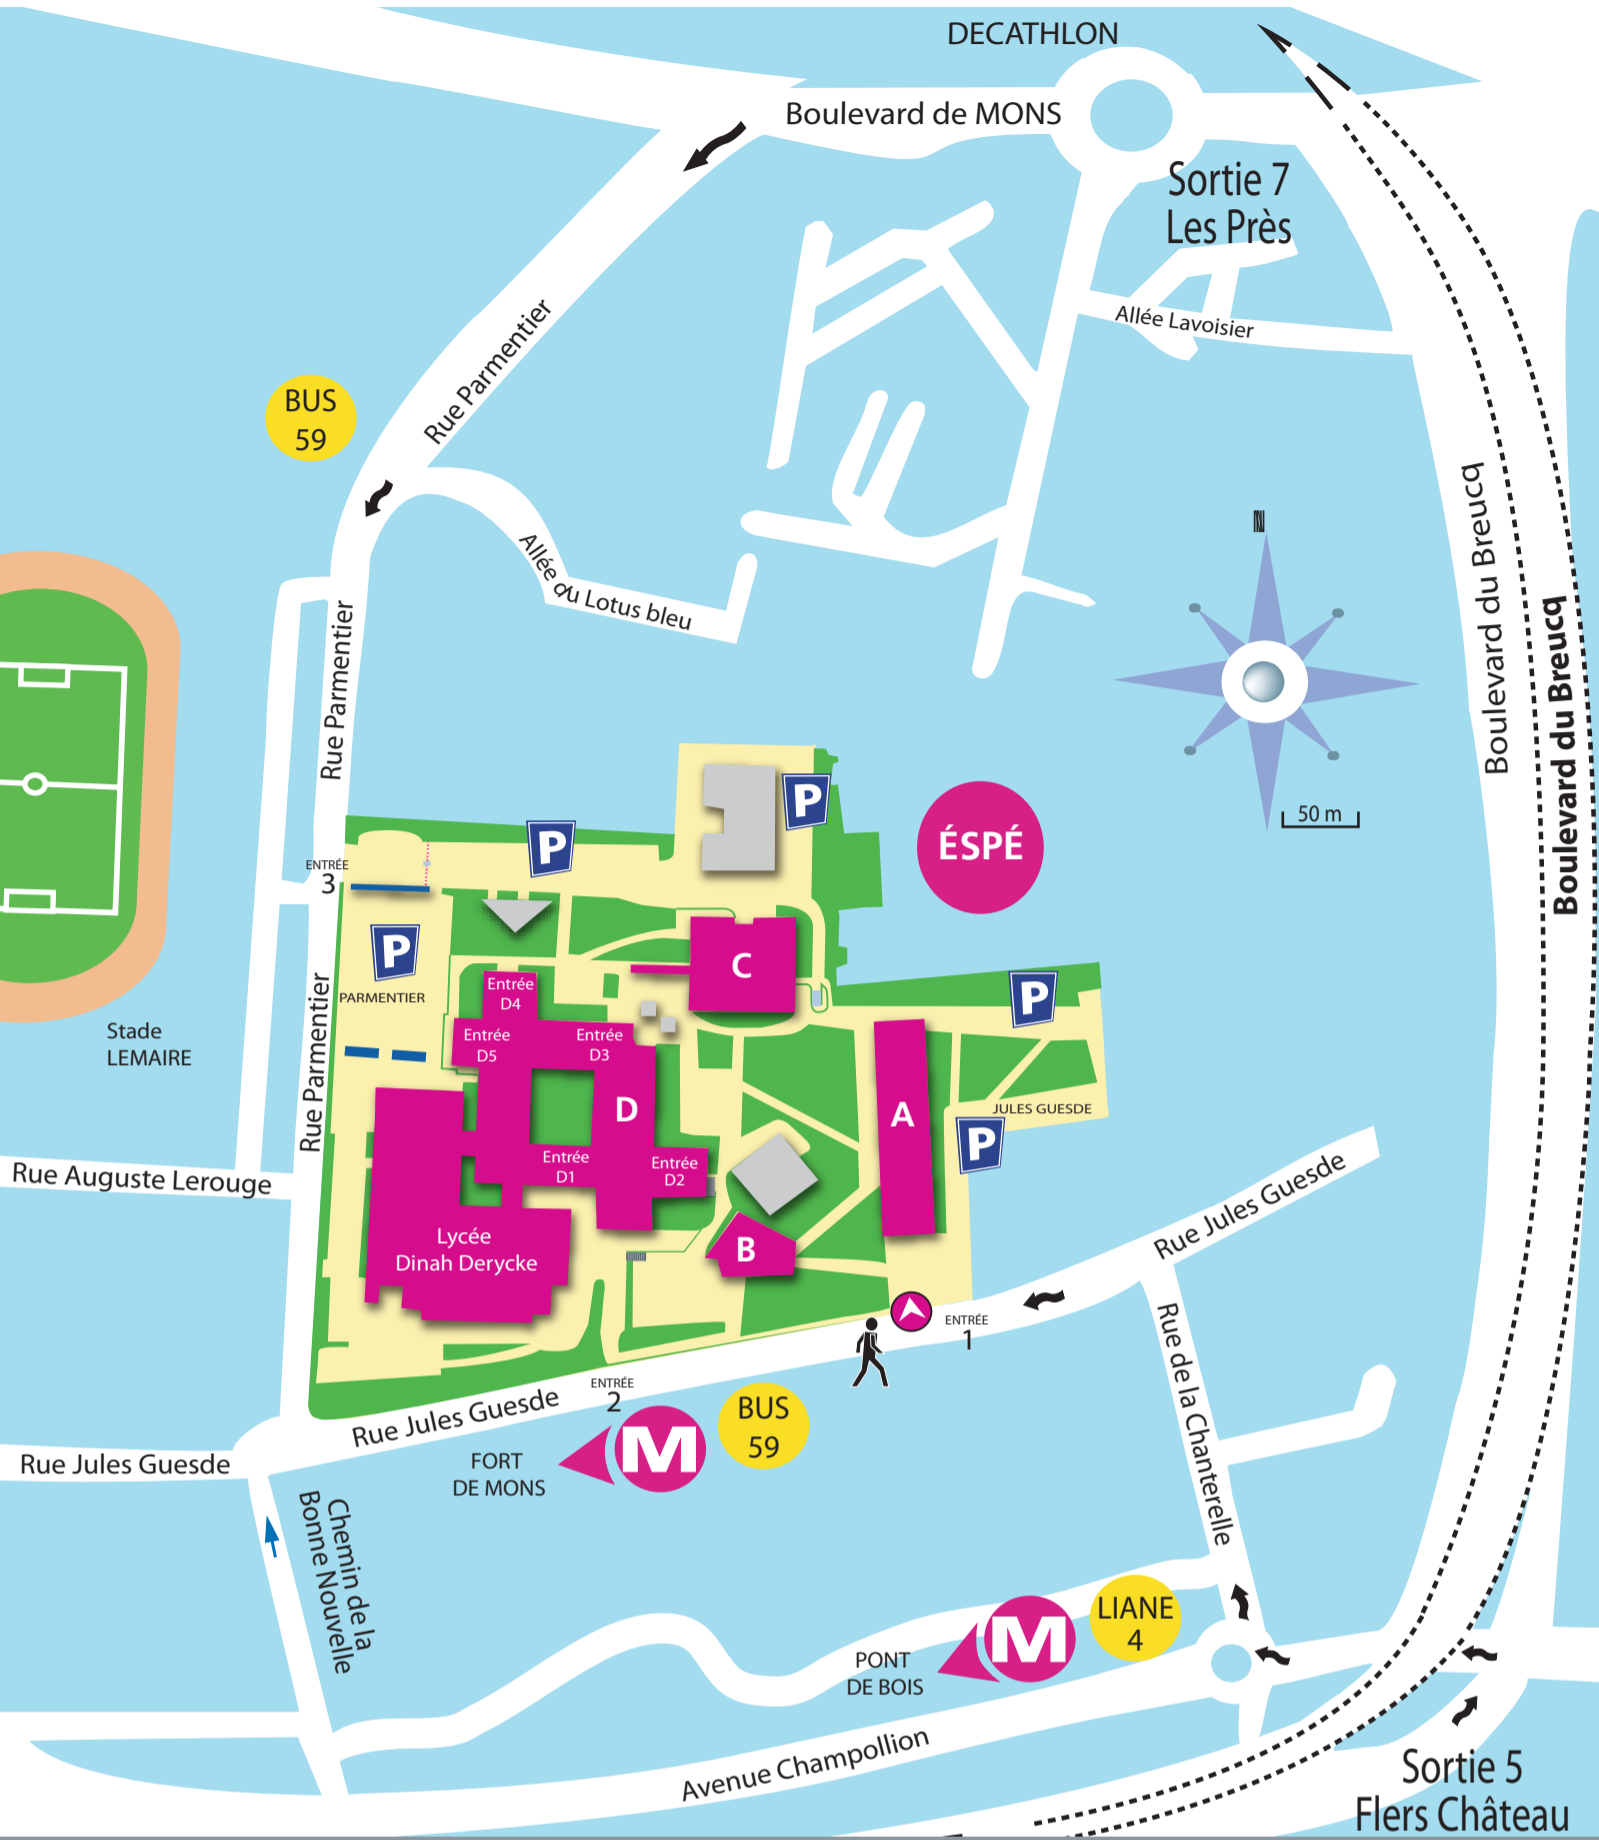 DECATHLON
Boulevard de MONS
Sortie 7
Les Près
Allée Lavoisier
Rue Parmentier
BUS
59
Allée du Lotus bleu
N
Boulevard du Breucq
Boulevard du Breucq
50 m
Rue Parmentier
P
P
ÉSPÉ
ENTRÉE
3
P
PARMENTIER
C
P
Entrée
D4
Entrée
D5
Entrée
D3
Stade
LEMAIRE
Rue Parmentier
D
A
JULES GUESDE
P
Entrée
D1
Entrée
D2
Rue Auguste Lerouge
Lycée
Dinah Derycke
B
Rue Jules Guesde
ENTRÉE
1
Rue de la Chanterelle
ENTRÉE
2
Rue Jules Guesde
BUS
59
M
FORT
DE MONS
Rue Jules Guesde
Chemin de la
Bonne Nouvelle
LIANE
4
M
PONT
DE BOIS
Avenue Champollion
Sortie 5
Flers Château